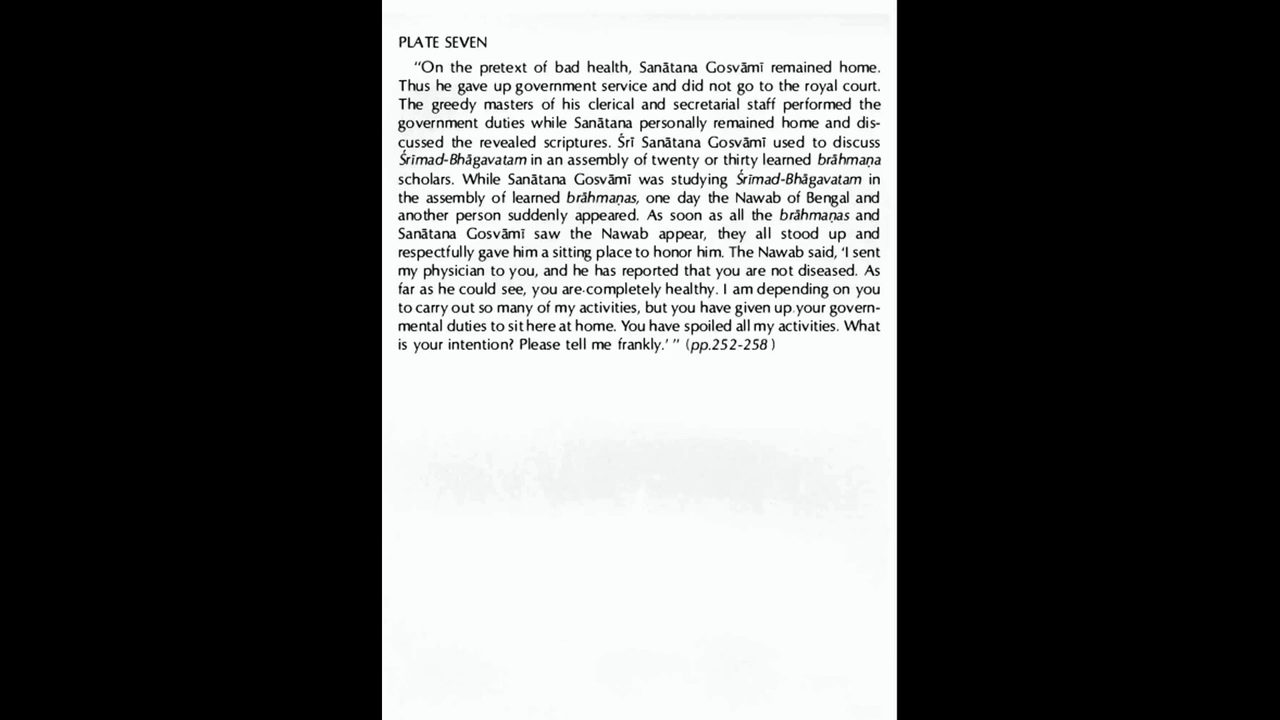 PLATE SEVEN
“On the pretext of bad health, Sanātana Gosvāmī remained home.
Thus he gave up government service and did not go to the royal court.
The greedy masters of his clerical and secretarial staff performed the
government duties while Sanātana personally remained home and dis-
cussed the revealed scriptures. Śrī Sanātana Gosvāmī used to discuss
Śrīmad-Bhāgavatam in an assembly of twenty or thirty learned brāhmaṇa
scholars. While Sanātana Gosvāmī was studying Śrīmad-Bhāgavatam in
the assembly of learned brāhmaṇas, one day the Nawab of Bengal and
another person suddenly appeared. As soon as all the brāhmaṇas and
Sanātana Gosvāmī saw the Nawab appear, they all stood up and
respectfully gave him a sitting place to honor him. The Nawab said, ‘I sent
my physician to you, and he has reported that you are not diseased. As
far as he could see, you are completely healthy. I am depending on you
to carry out so many of my activities, but you have given up your govern-
mental duties to sit here at home. You have spoiled all my activities. What
is your intention? Please tell me frankly.’ ” (pp.252-258 )